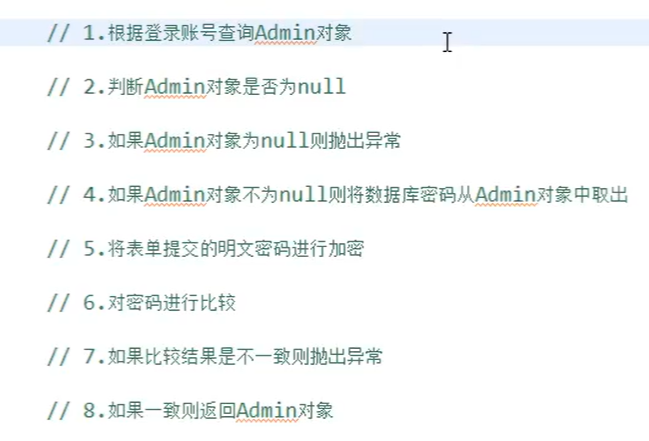 // 1.根据登录账号查询Admin对象
// 2.判断Admin对象是否为null
// 3.如果Admin对象为null则抛出异常
// 4.如果Admin对象不为null则将数据库密码从Admin对象中取出
// 5.将表单提交的明文密码进行加密
// 6.对密码进行比较
// 7.如果比较结果是不一致则抛出异常
// 8.如果一致则返回Admin对象